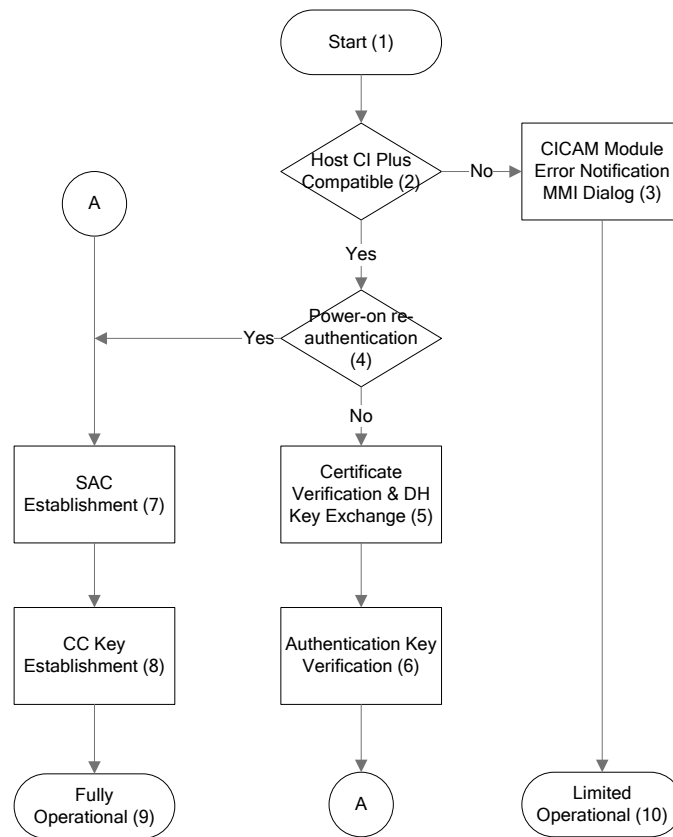 Start (1)
Host CI Plus
Compatible (2)
No
CICAM Module
Error Notification
MMI Dialog (3)
A
Yes
Power-on re-
authentication
(4)
Yes
No
SAC
Establishment (7)
Certificate
Verification & DH
Key Exchange (5)
CC Key
Establishment (8)
Authentication Key
Verification (6)
Fully
Operational (9)
A
Limited
Operational (10)